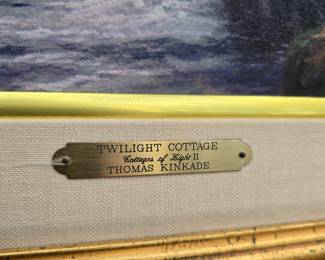 TWILIGHT COTTAGE
Cottages of Light II
THOMAS KINKADE